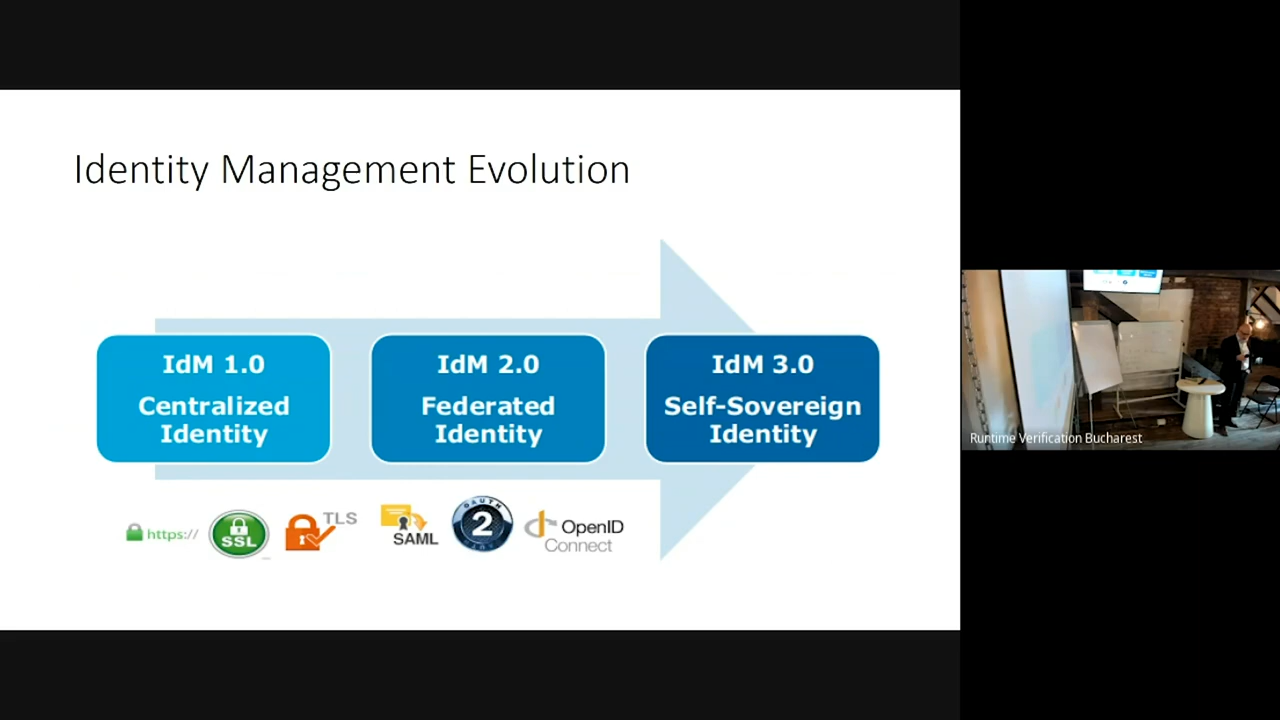 Identity Management Evolution
IdM 1.0
Centralized
Identity
IdM 2.0
Federated
Identity
IdM 3.0
Self-Sovereign
Identity
https://
SSL
TLS
SAML
OAUTH
2
OpenID
Connect
Runtime Verification Bucharest